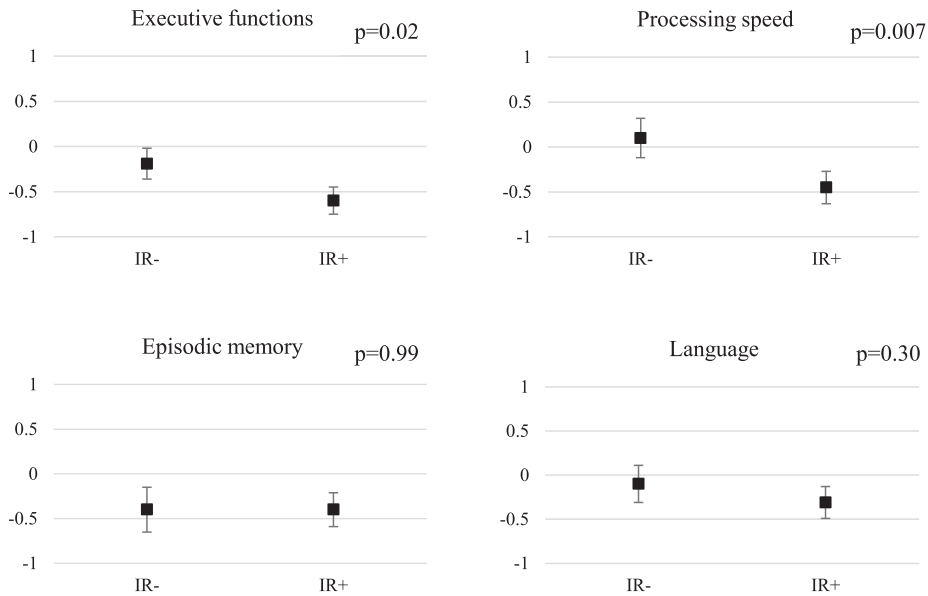 Executive functions
p=0.02
1
0.5
0
-0.5
-1
IR-
IR+
Processing speed
p=0.007
1
0.5
0
-0.5
-1
IR-
IR+
Episodic memory
p=0.99
1
0.5
0
-0.5
-1
IR-
IR+
Language
p=0.30
1
0.5
0
-0.5
-1
IR-
IR+